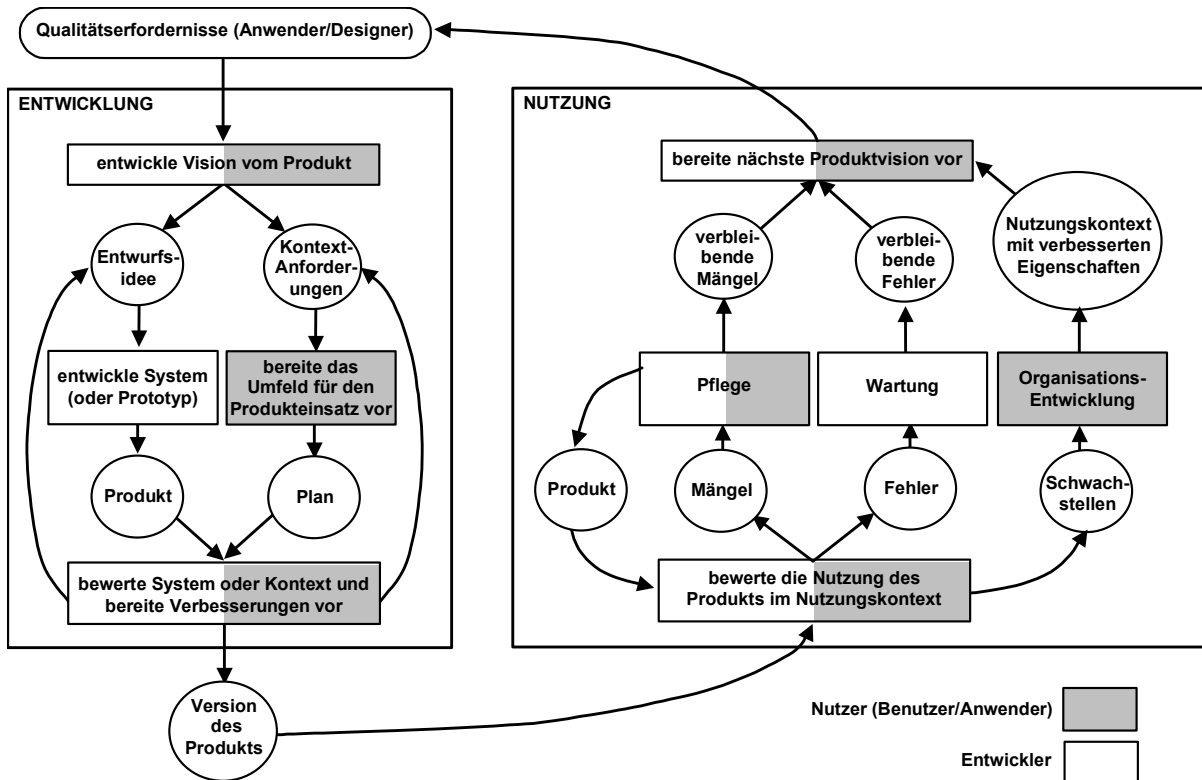 Qualitätserfordernisse (Anwender/Designer)
ENTWICKLUNG
entwickle Vision vom Produkt
Entwurfs-
idee
Kontext-
Anforder-
ungen
entwickle System
(oder Prototyp)
bereite das
Umfeld für den
Produkteinsatz vor
Produkt
Plan
bewerte System oder Kontext und
bereite Verbesserungen vor
Version
des
Produkts
NUTZUNG
bereite nächste Produktvision vor
verblei-
bende
Mängel
verblei-
bende
Fehler
Nutzungskontext
mit verbesserten
Eigenschaften
Pflege
Wartung
Organisations-
Entwicklung
Produkt
Mängel
Fehler
Schwach-
stellen
bewerte die Nutzung des
Produkts im Nutzungskontext
Nutzer (Benutzer/Anwender)
Entwickler